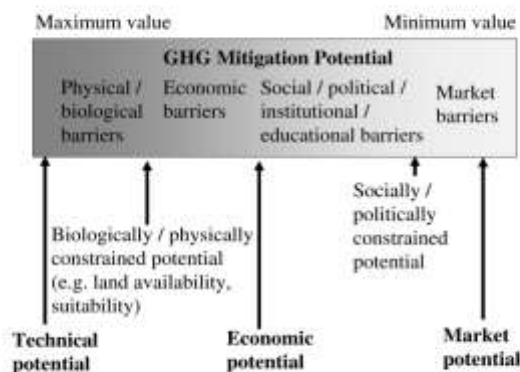 Maximum value
Minimum value
GHG Mitigation Potential
Physical /
biological
barriers
Economic
barriers
Social / political /
institutional /
educational barriers
Market
barriers
Biologically / physically
constrained potential
(e.g. land availability,
suitability)
Socially /
politically
constrained
potential
Technical
potential
Economic
potential
Market
potential